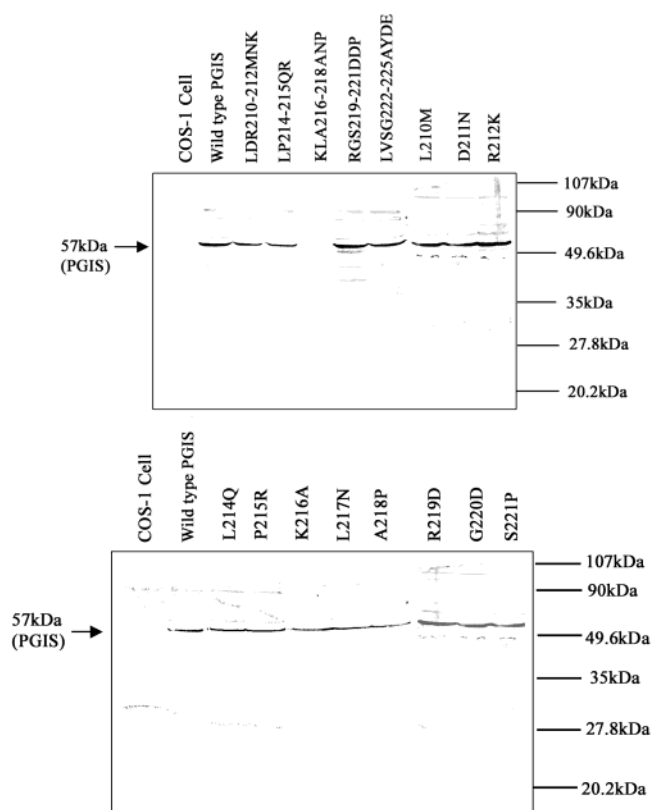 COS-1 Cell
Wild type PGIS
LDR210-212MNK
LP214-215QR
KLA216-218ANP
RGS219-221DDP
LVSG222-225AYDE
L210M
D211N
R212K
57kDa
(PGIS)
107kDa
90kDa
49.6kDa
35kDa
27.8kDa
20.2kDa
COS-1 Cell
Wild type PGIS
L214Q
P215R
K216A
L217N
A218P
R219D
G220D
S221P
57kDa
(PGIS)
107kDa
90kDa
49.6kDa
35kDa
27.8kDa
20.2kDa